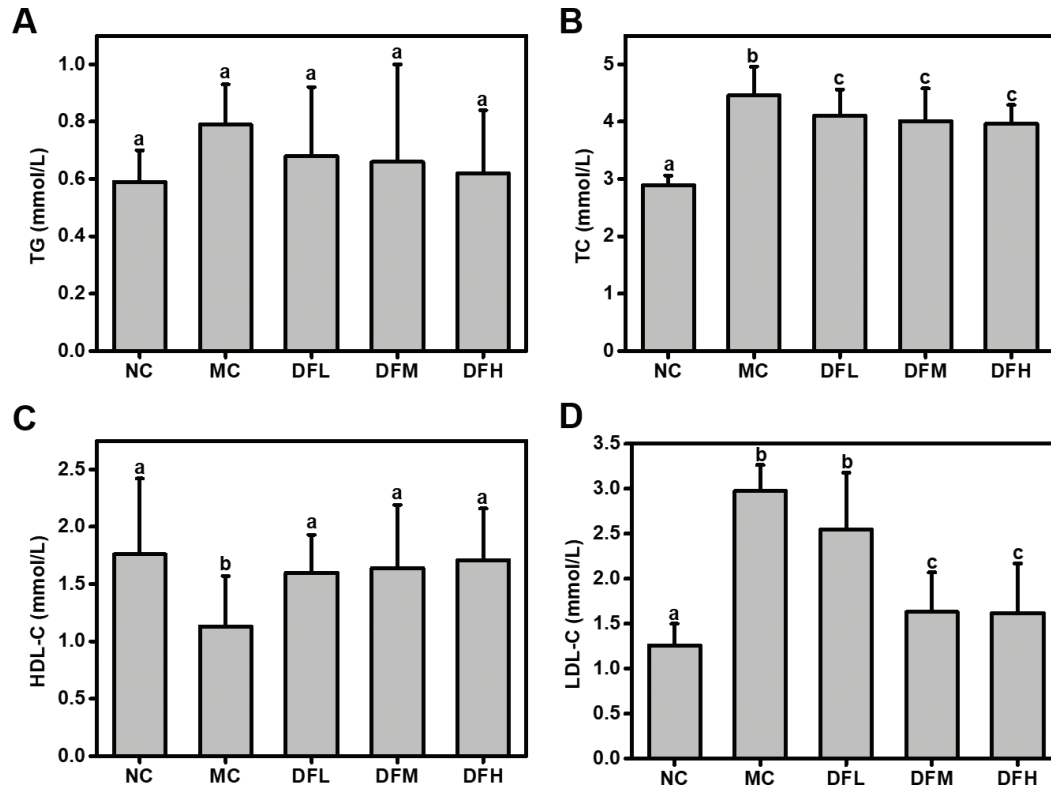 A
TG (mmol/L)
1.0
0.8
0.6
0.4
0.2
0.0
a
a
a
a
a
NC MC DFL DFM DFH
B
TC (mmol/L)
5
4
3
2
1
0
a
b
c
c
c
NC MC DFL DFM DFH
C
HDL-C (mmol/L)
2.5
2.0
1.5
1.0
0.5
0.0
a
b
a
a
a
NC MC DFL DFM DFH
D
LDL-C (mmol/L)
3.5
3.0
2.5
2.0
1.5
1.0
0.5
0.0
a
b
b
c
c
NC MC DFL DFM DFH